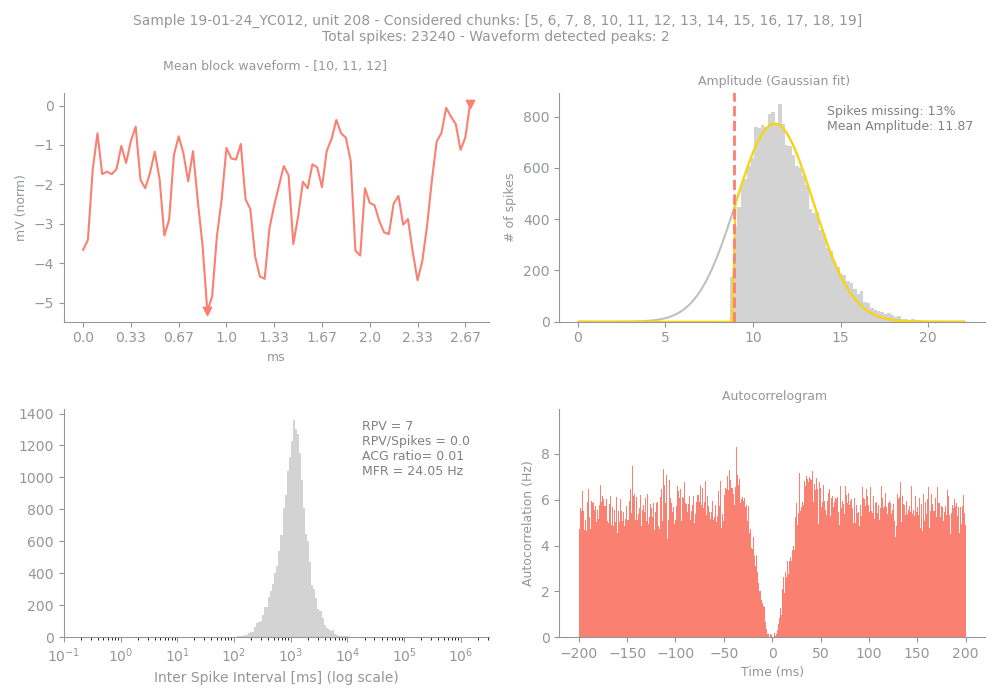 Sample 19-01-24_YC012, unit 208 - Considered chunks: [5, 6, 7, 8, 10, 11, 12, 13, 14, 15, 16, 17, 18, 19]
Total spikes: 23240 - Waveform detected peaks: 2
Mean block waveform - [10, 11, 12]
mV (norm)
0
−1
−2
−3
−4
−5
0.0 0.33 0.67 1.0 1.33 1.67 2.0 2.33 2.67
ms
Amplitude (Gaussian fit)
Spikes missing: 13%
Mean Amplitude: 11.87
# of spikes
800
600
400
200
0
0 5 10 15 20
1400
1200
1000
800
600
400
200
0
RPV = 7
RPV/Spikes = 0.0
ACG ratio= 0.01
MFR = 24.05 Hz
10⁻¹ 10⁰ 10¹ 10² 10³ 10⁴ 10⁵ 10⁶
Inter Spike Interval [ms] (log scale)
Autocorrelogram
Autocorrelation (Hz)
8
6
4
2
0
−200 −150 −100 −50 0 50 100 150 200
Time (ms)